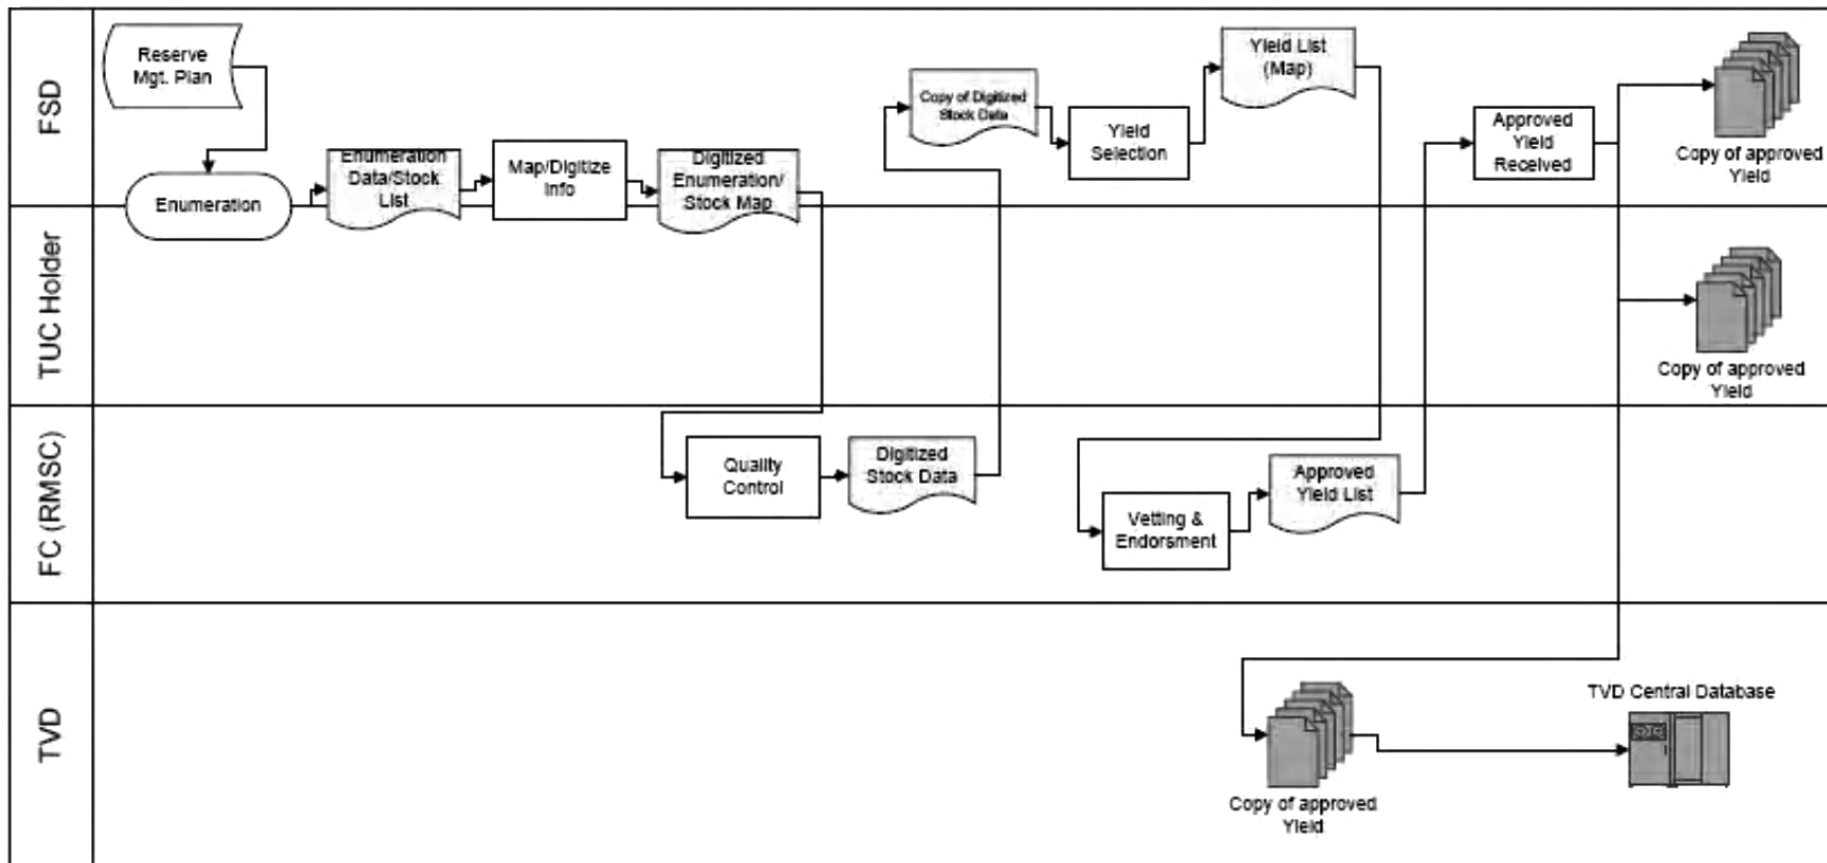 FSD
Reserve
Mgt. Plan
Enumeration
Enumeration
Data/Stock
List
Map/Digitize
Info
Digitized
Enumeration/
Stock Map
Copy of Digitized
Stock Data
Yield
Selection
Yield List
(Map)
Approved
Yield
Received
Copy of approved
Yield
TUC Holder
Copy of approved
Yield
FC (RMSC)
Quality
Control
Digitized
Stock Data
Vetting &
Endorsment
Approved
Yield List
TVD
Copy of approved
Yield
TVD Central Database